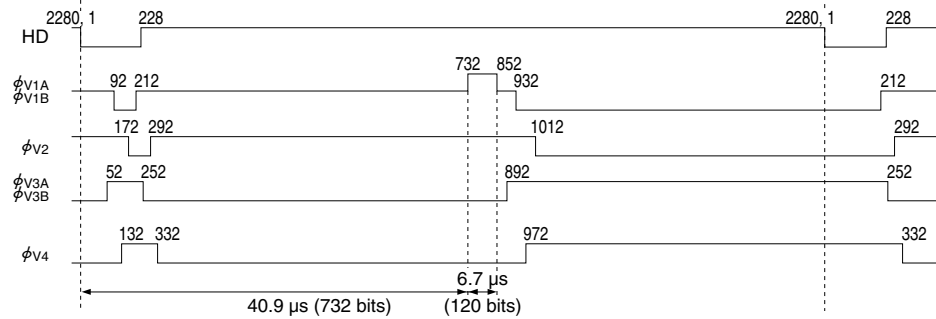 2280, 1 228 2280, 1 228
HD
732 852
ϕV1A 92 212 932 212
ϕV1B
172 292 1012 292
ϕV2
ϕV3A 52 252 892 252
ϕV3B
132 332 972 332
ϕV4
6.7 μs
40.9 μs (732 bits) (120 bits)